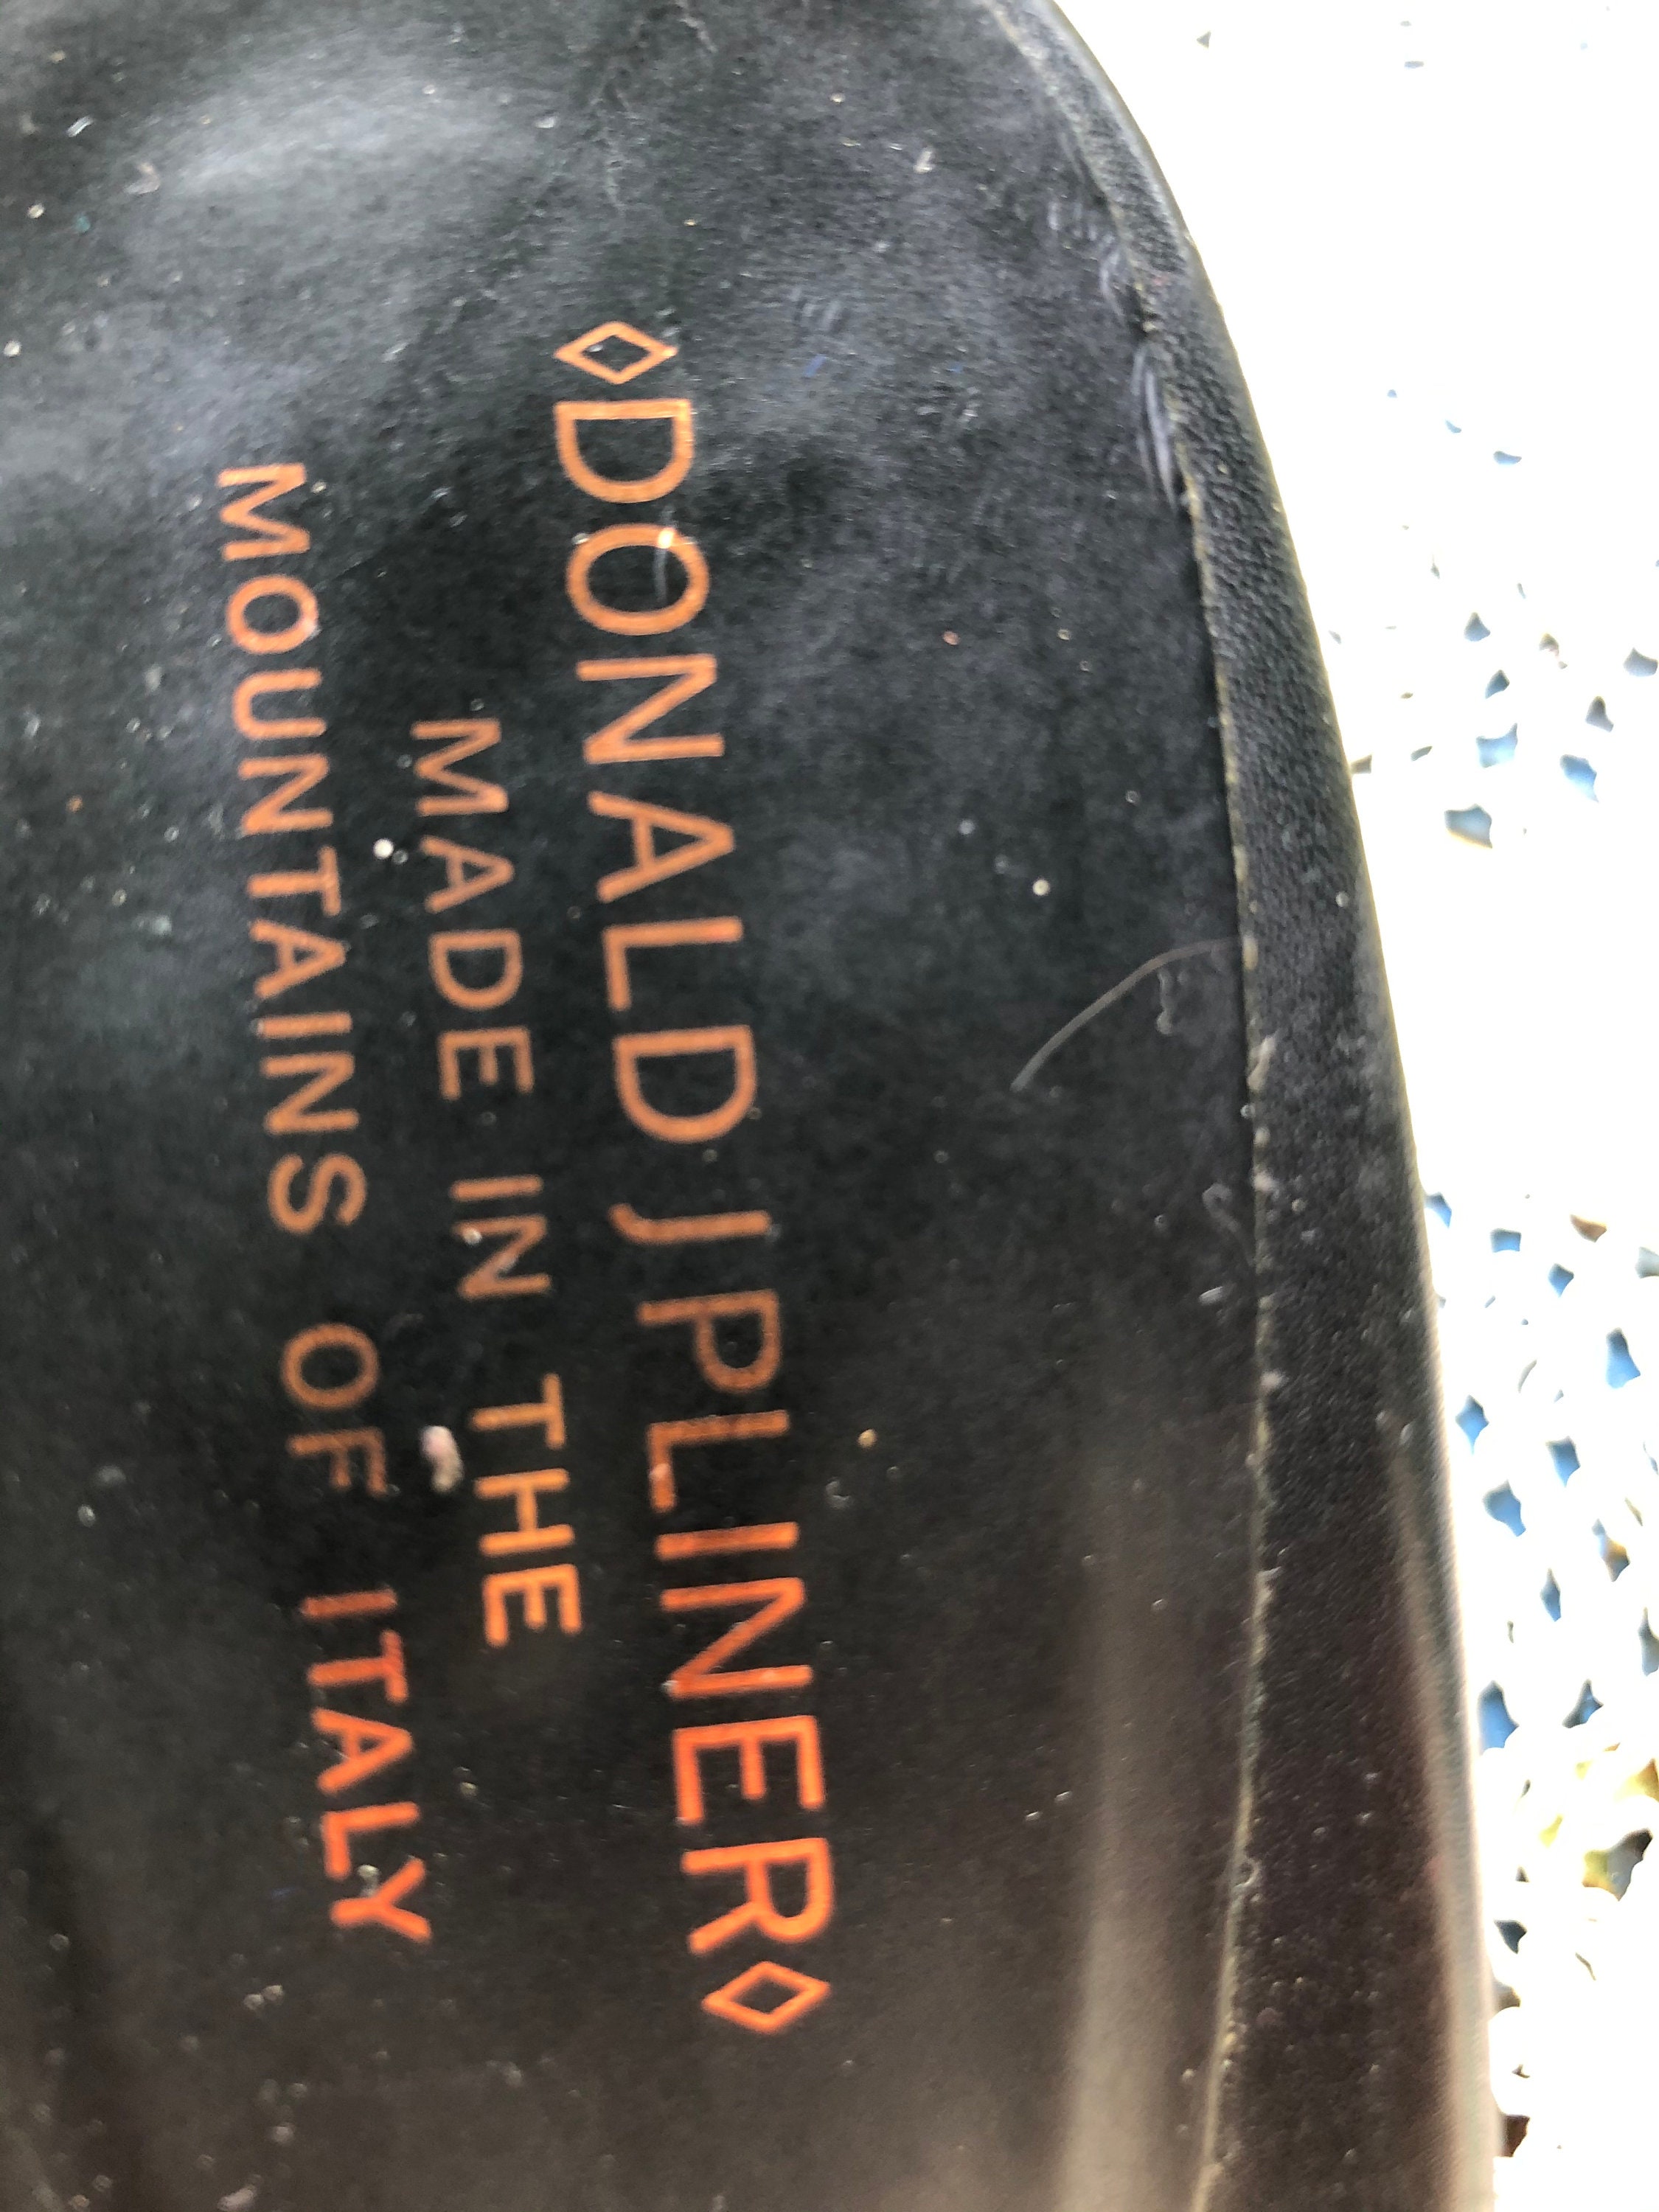 ◇DONALD J PLINER◇
MADE IN THE
MOUNTAINS OF ITALY